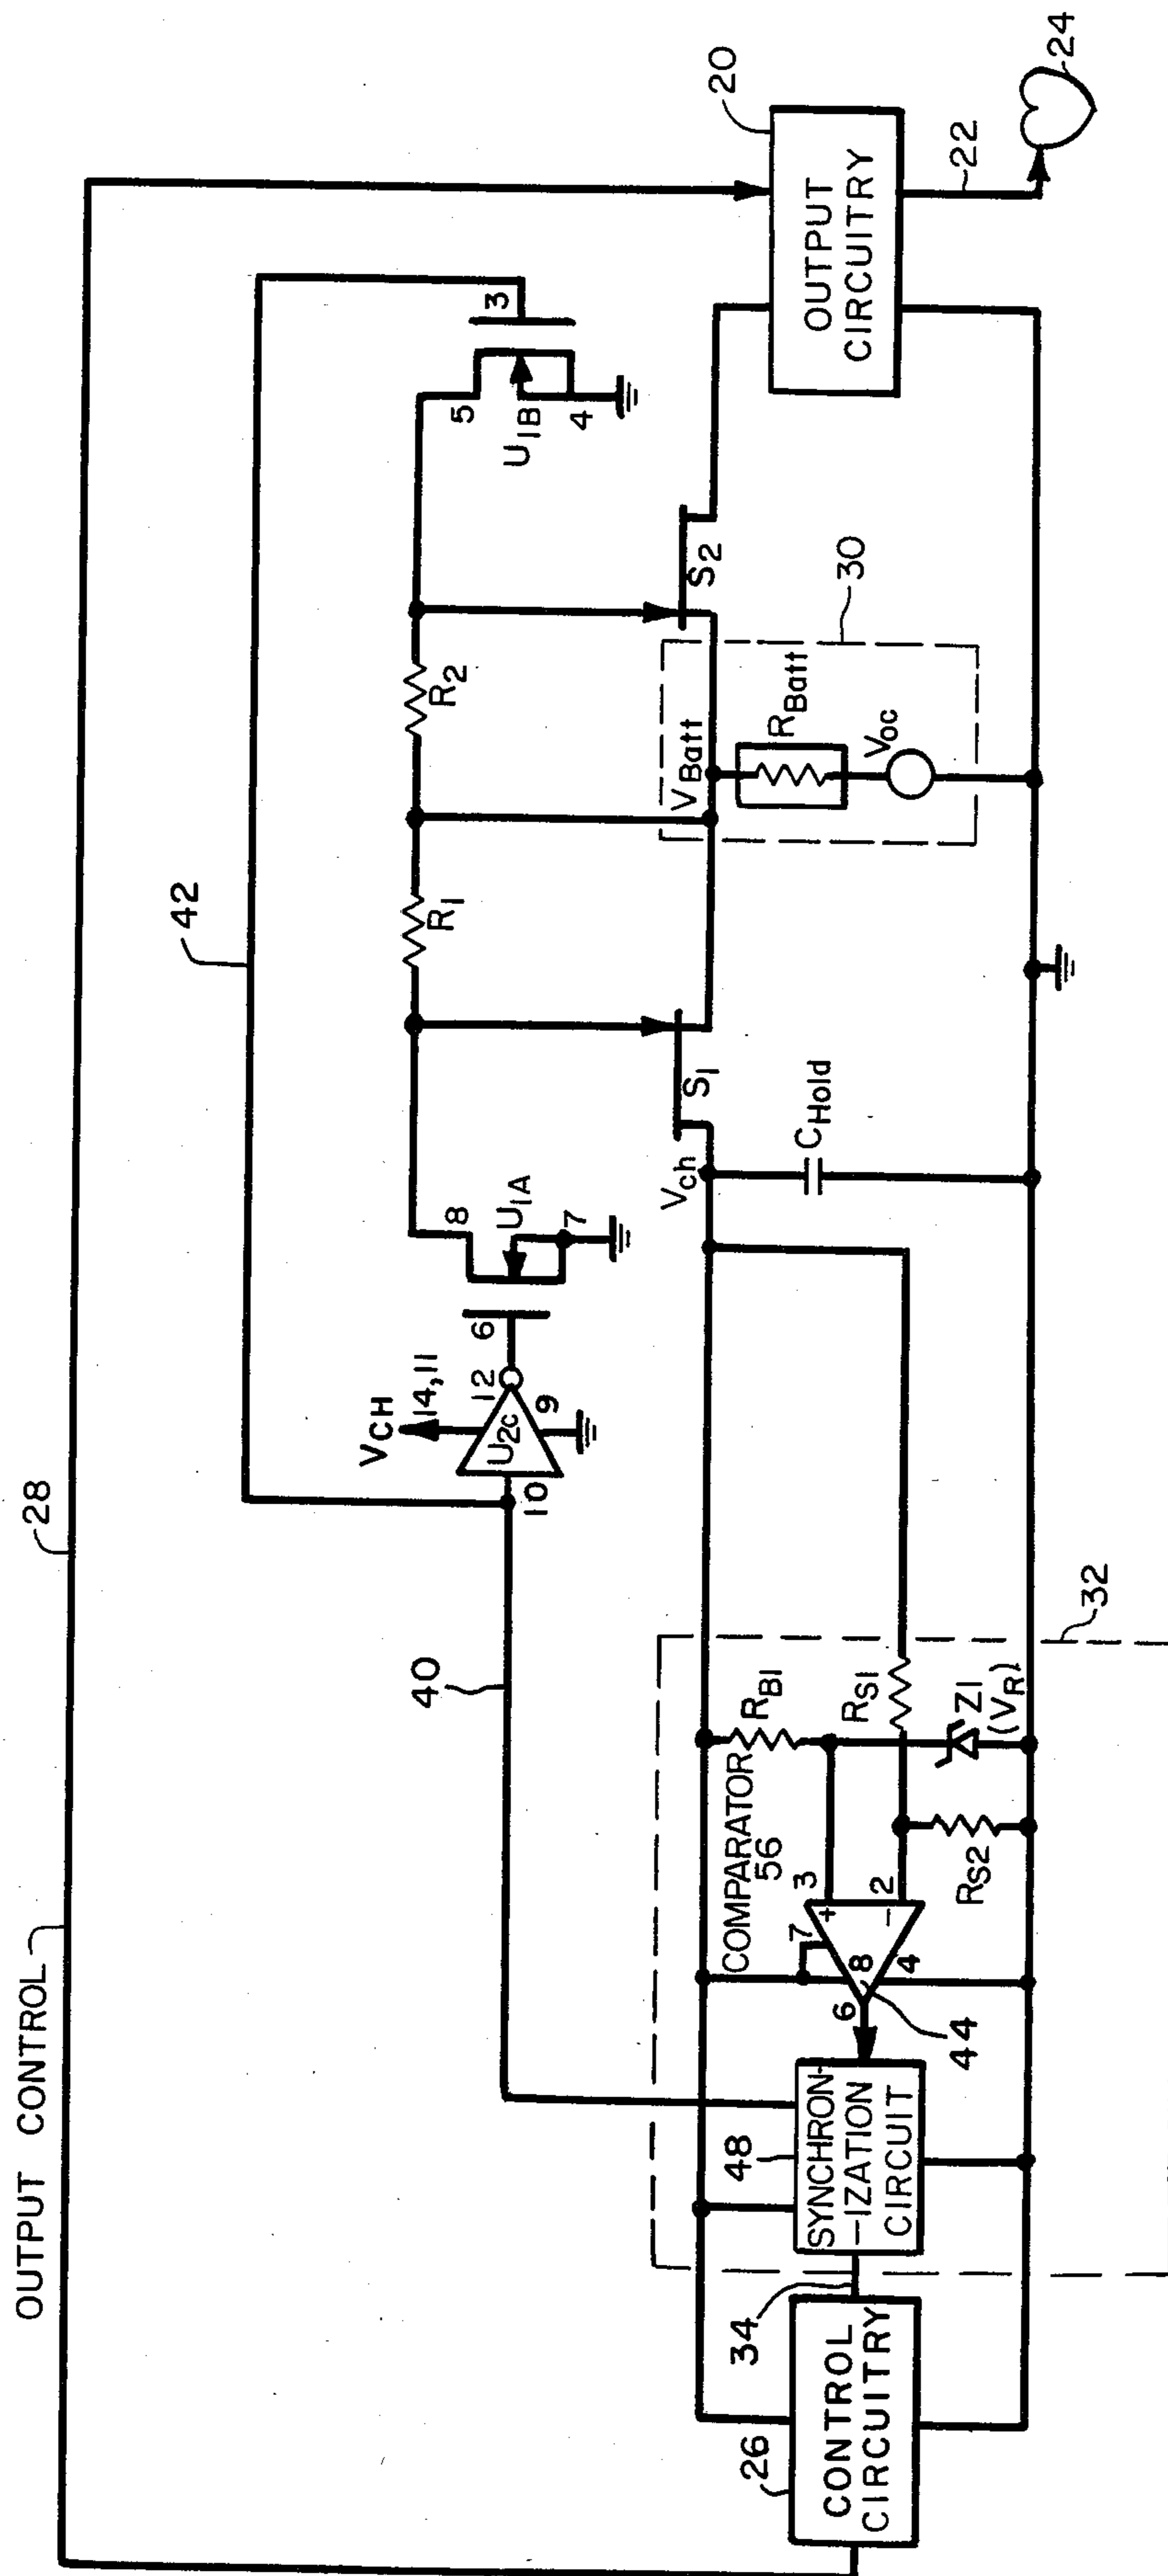 OUTPUT CONTROL
28
42
40
VCH
14,11
U2C
10
12
9
6
8
U1A
7
R1
R2
5
3
U1B
4
S1
S2
Vch
CHold
VBatt
RBatt
Voc
30
20
OUTPUT
CIRCUITRY
22
24
32
COMPARATOR
56
RB1
RS1
Z1
(VR)
RS2
3
+
2
−
7
8
4
6
44
48
SYNCHRON-
-IZATION
CIRCUIT
34
26
CONTROL
CIRCUITRY